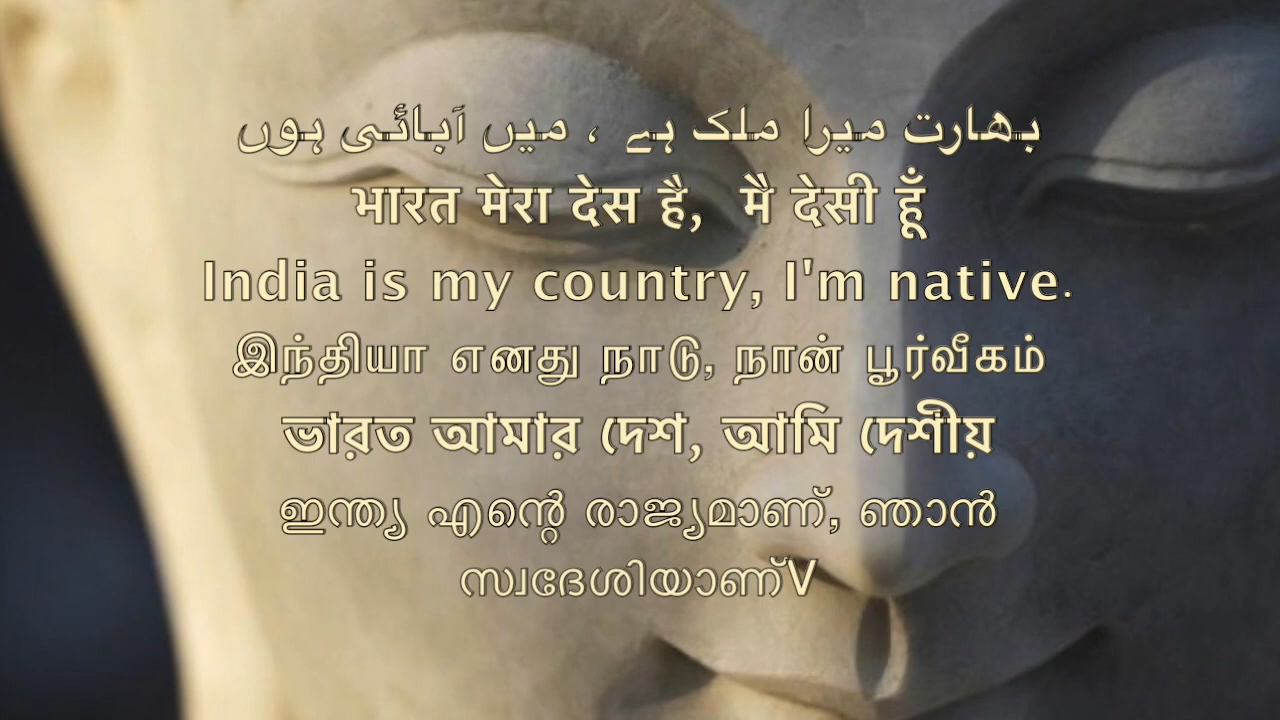 بھارت میرا ملک ہے ، میں آبائی ہوں
भारत मेरा देस है, मै देसी हूँ
India is my country, I'm native.
இந்தியா எனது நாடு, நான் பூர்வீகம்
ভারত আমার দেশ, আমি দেশীয়
ഇന്ത്യ എന്റെ രാജ്യമാണ്, ഞാൻ
സ്വദേശിയാണ്V